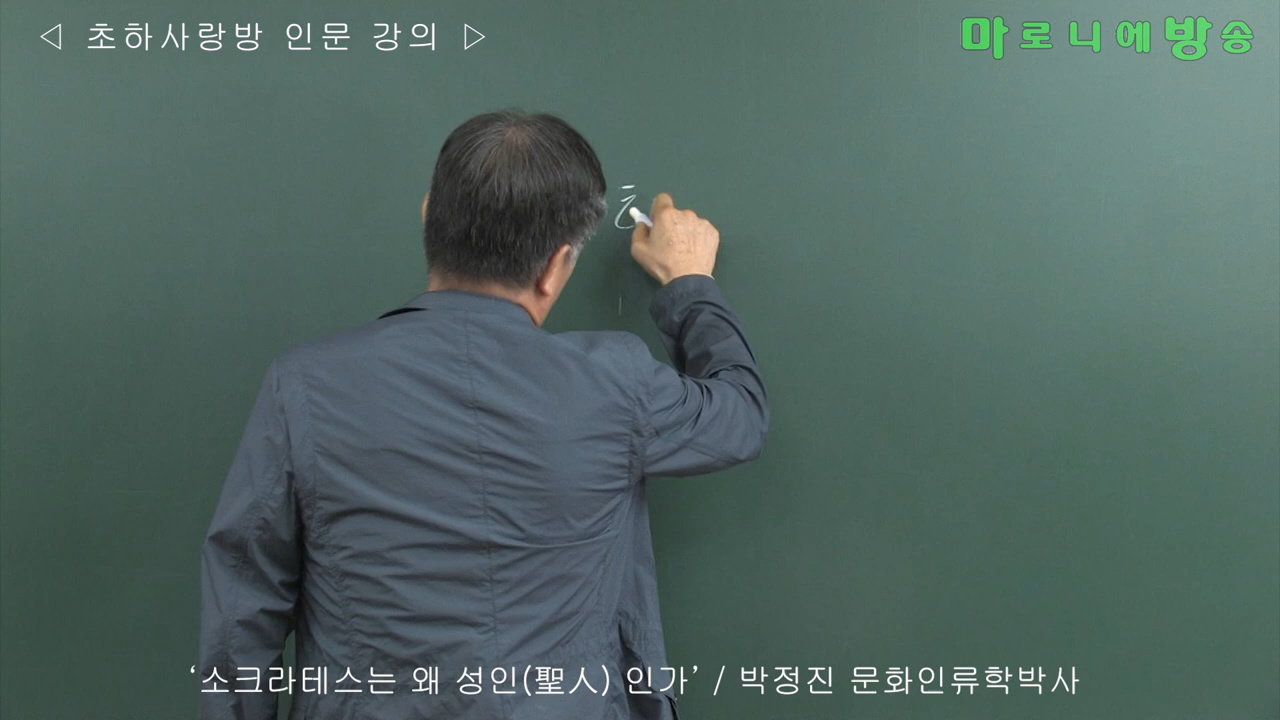 ◁ 초하사랑방 인문 강의 ▷
마로니에방송
‘소크라테스는 왜 성인(聖人) 인가’ / 박정진 문화인류학박사